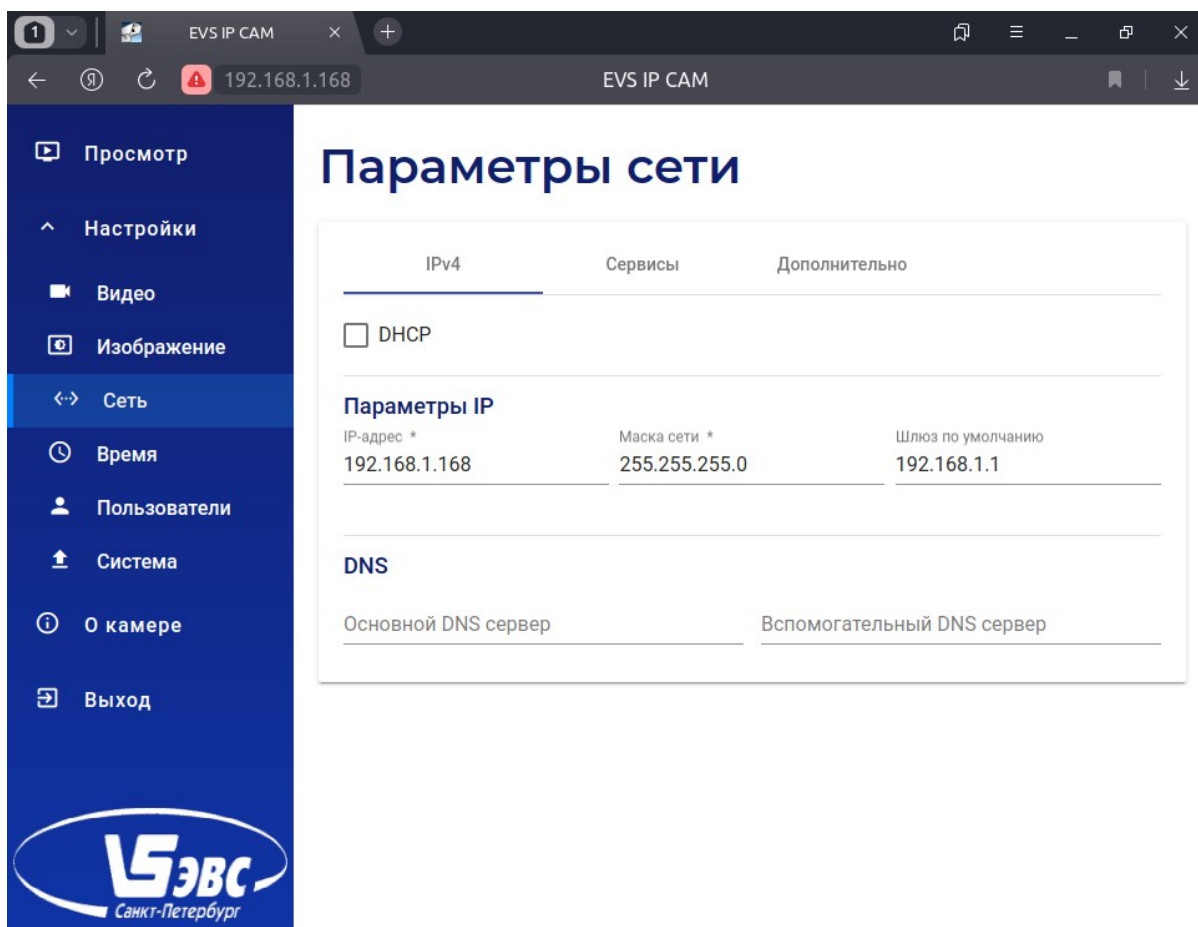 1
EVS IP CAM
192.168.1.168
EVS IP CAM
Просмотр
Настройки
Видео
Изображение
Сеть
Время
Пользователи
Система
О камере
Выход
ЭВС
Санкт-Петербург
Параметры сети
IPv4 Сервисы Дополнительно
DHCP
Параметры IP
IP-адрес * Маска сети * Шлюз по умолчанию
192.168.1.168 255.255.255.0 192.168.1.1
DNS
Основной DNS сервер Вспомогательный DNS сервер